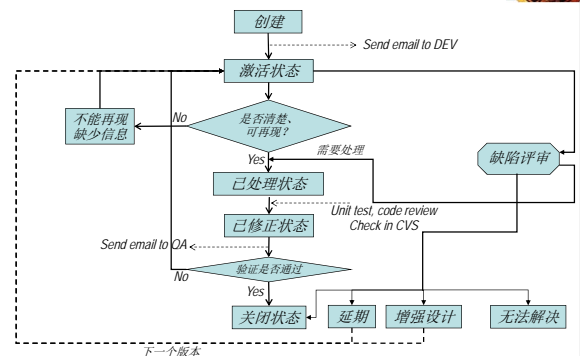 创建
Send email to DEV
激活状态
不能再现
缺少信息
No
是否清楚、
可再现？
Yes
需要处理
缺陷评审
已处理状态
Unit test, code review
Check in CVS
已修正状态
Send email to QA
验证是否通过
No
Yes
关闭状态
延期
增强设计
无法解决
下一个版本